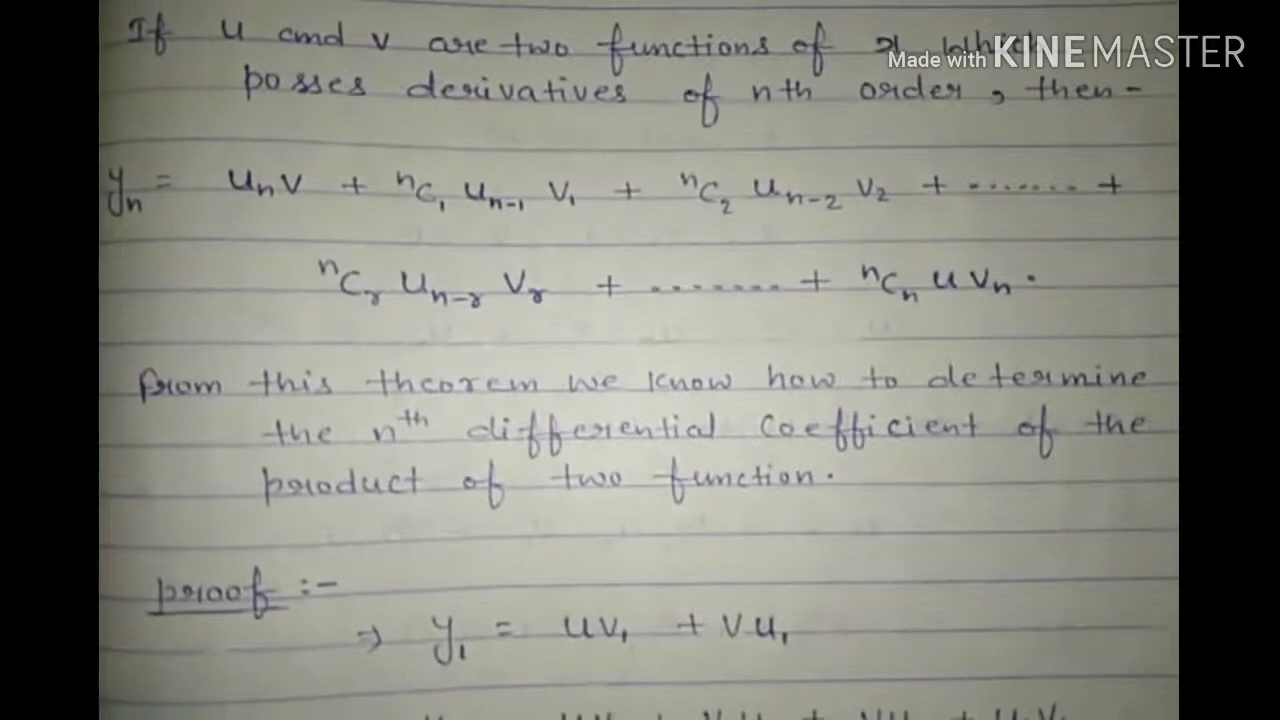 If u and v are two functions of x which
Made with KINEMASTER
posses derivatives of nth order, then-
yₙ = uₙv + ⁿC₁ uₙ₋₁ v₁ + ⁿC₂ uₙ₋₂ v₂ + ....... +
ⁿCᵣ uₙ₋ᵣ vᵣ + ....... + ⁿCₙ u vₙ.
From this theorem we know how to determine
the nᵗʰ differential coefficient of the
product of two function.
proof :-
⇒ y₁ = uv₁ + vu₁